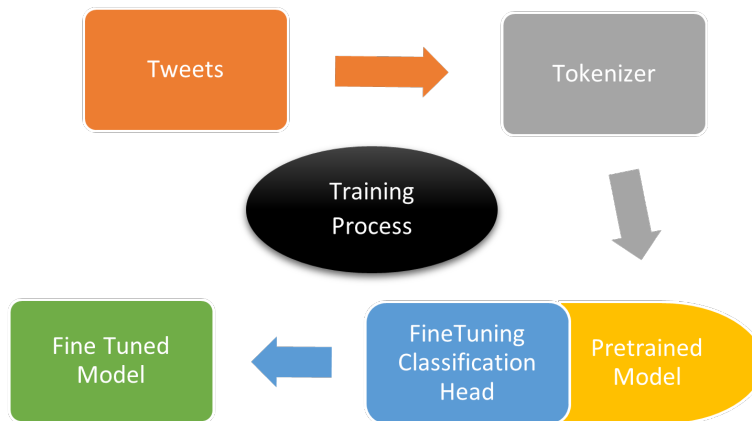 Tweets
Tokenizer
Training
Process
Fine Tuned
Model
FineTuning
Classification
Head
Pretrained
Model